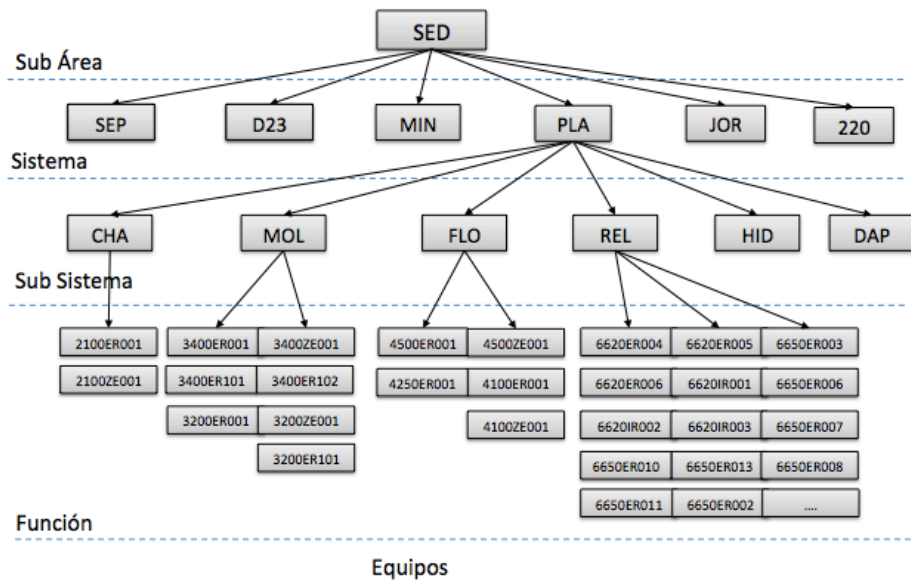 SED
Sub Área
SEP D23 MIN PLA JOR 220
Sistema
CHA MOL FLO REL HID DAP
Sub Sistema
2100ER001 3400ER001 3400ZE001 4500ER001 4500ZE001 6620ER004 6620ER005 6650ER003
2100ZE001 3400ER101 3400ER102 4250ER001 4100ER001 6620ER006 6620IR001 6650ER006
3200ER001 3200ZE001 4100ZE001 6620IR002 6620IR003 6650ER007
3200ER101 6650ER010 6650ER013 6650ER008
6650ER011 6650ER002 ....
Función
Equipos